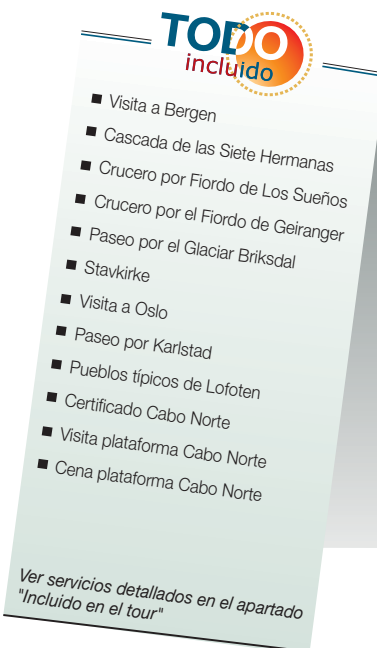 TODO
incluido
■ Visita a Bergen
■ Cascada de las Siete Hermanas
■ Crucero por Fiordo de Los Sueños
■ Crucero por el Fiordo de Geiranger
■ Paseo por el Glaciar Briksdal
■ Stavkirke
■ Visita a Oslo
■ Paseo por Karlstad
■ Pueblos típicos de Lofoten
■ Certificado Cabo Norte
■ Visita plataforma Cabo Norte
■ Cena plataforma Cabo Norte
Ver servicios detallados en el apartado
"Incluido en el tour"